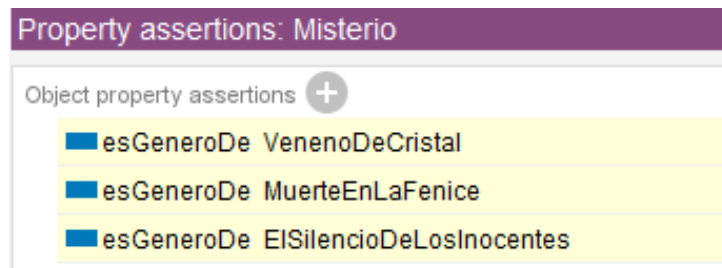 Property assertions: Misterio
Object property assertions
esGeneroDe VenenoDeCristal
esGeneroDe MuerteEnLaFenice
esGeneroDe ElSilencioDeLosInocentes